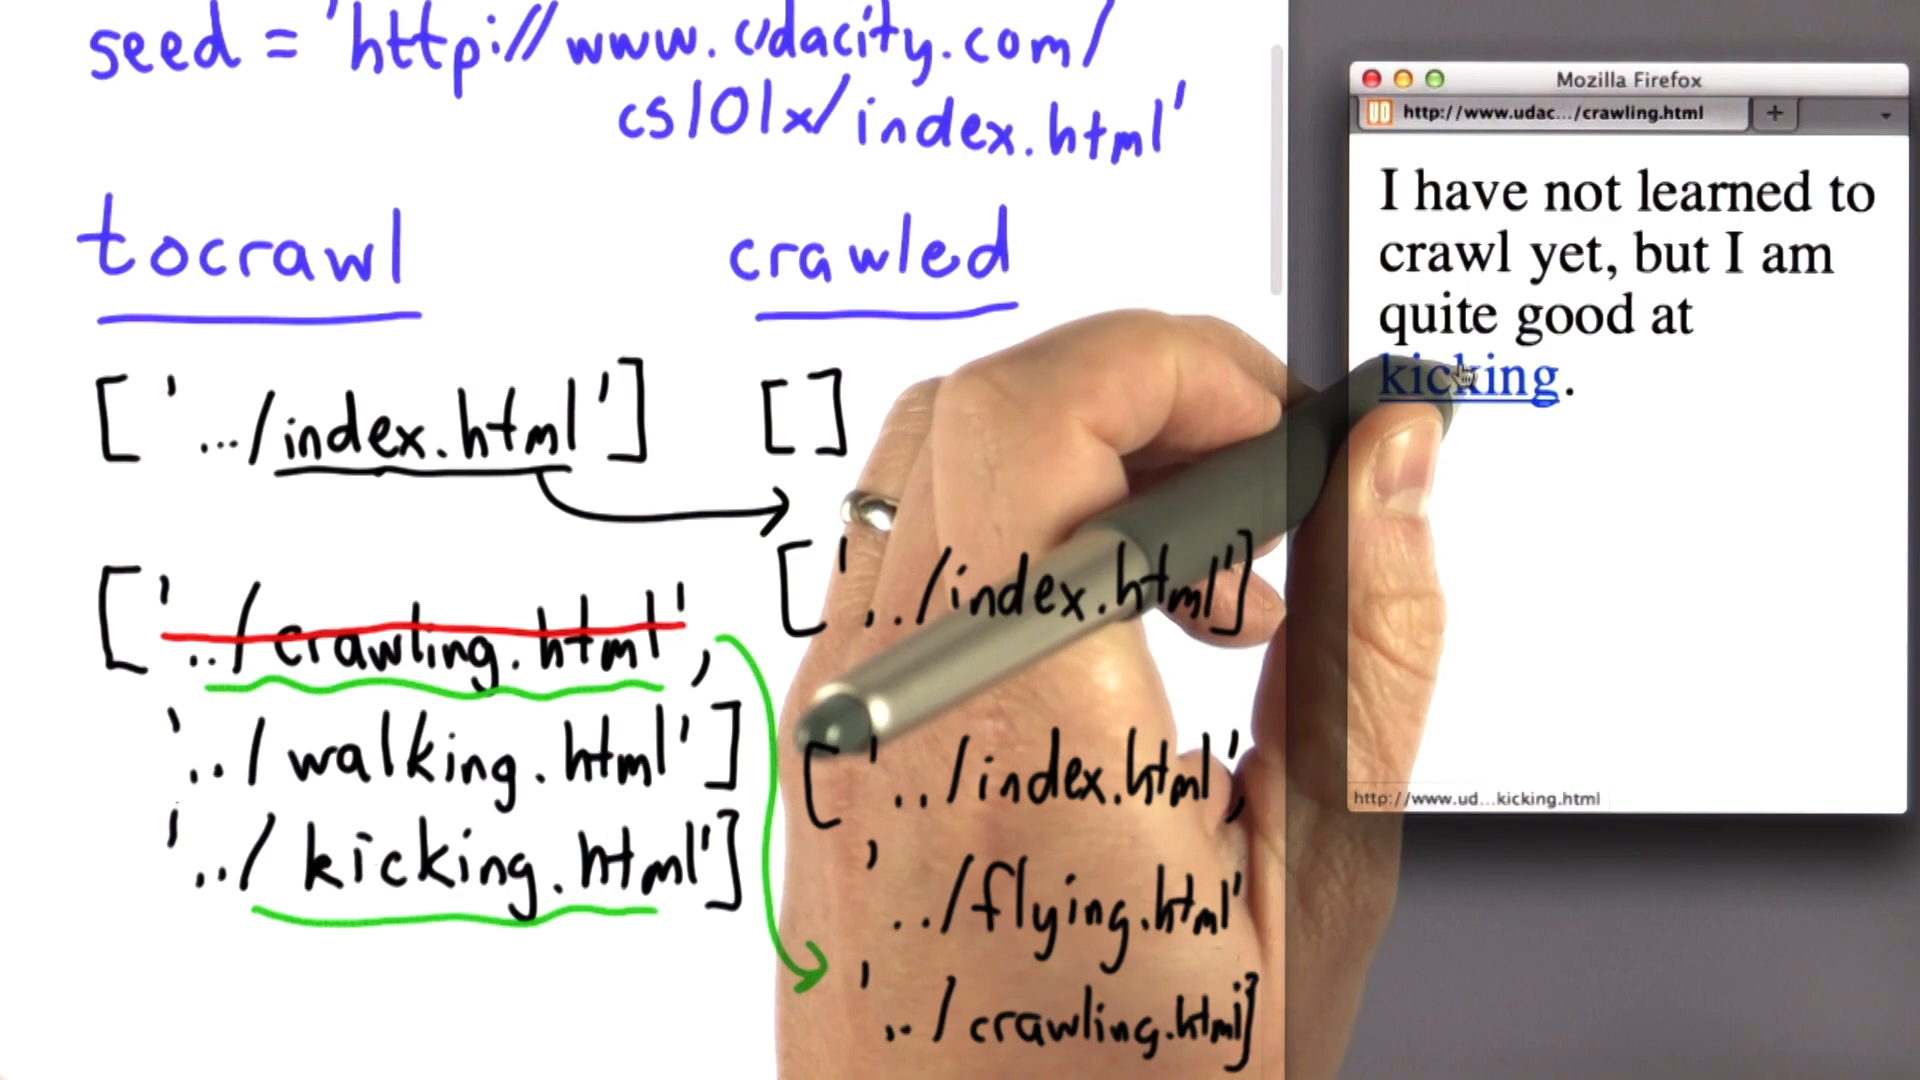 seed = 'http://www.udacity.com/
cs101x/index.html'
tocrawl
crawled
['.../index.html']
[]
['../index.html']
['../crawling.html',
'../walking.html']
'../kicking.html']
['../index.html',
'../flying.html'
'../crawling.html]
Mozilla Firefox
UD
http://www.udac.../crawling.html
+
I have not learned to
crawl yet, but I am
quite good at
kicking.
http://www.ud...kicking.html